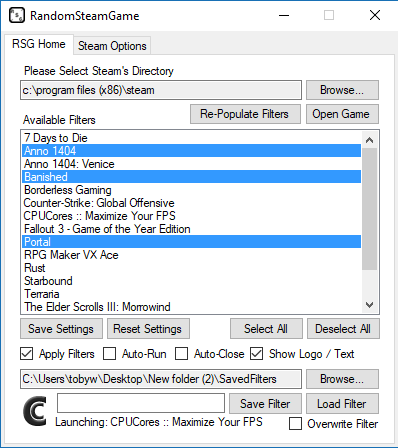 RandomSteamGame
RSG Home Steam Options
Please Select Steam's Directory
c:\program files (x86)\steam Browse...
Available Filters Re-Populate Filters Open Game
7 Days to Die
Anno 1404
Anno 1404: Venice
Banished
Borderless Gaming
Counter-Strike: Global Offensive
CPUCores :: Maximize Your FPS
Fallout 3 - Game of the Year Edition
Portal
RPG Maker VX Ace
Rust
Starbound
Terraria
The Elder Scrolls III: Morrowind
Save Settings Reset Settings Select All Deselect All
Apply Filters Auto-Run Auto-Close Show Logo / Text
C:\Users\tobyw\Desktop\New folder (2)\SavedFilters Browse...
Save Filter Load Filter
Launching: CPUCores :: Maximize Your FPS Overwrite Filter